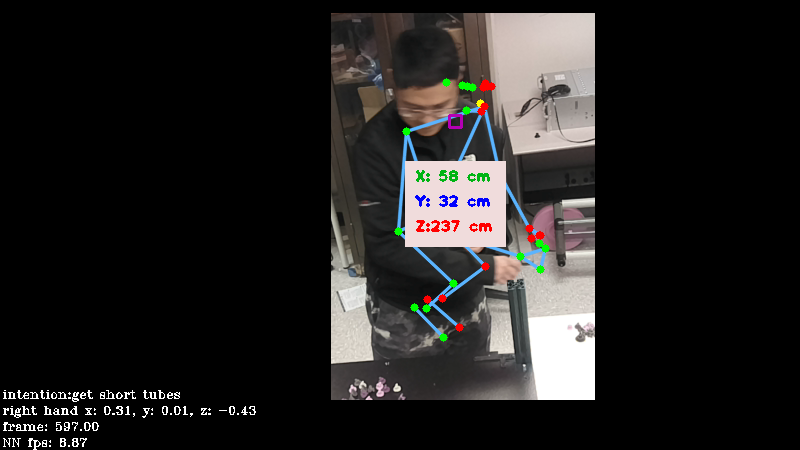 X: 58 cm
Y: 32 cm
Z:237 cm
intention:get short tubes
right hand x: 0.31, y: 0.01, z: -0.43
frame: 597.00
NN fps: 8.87